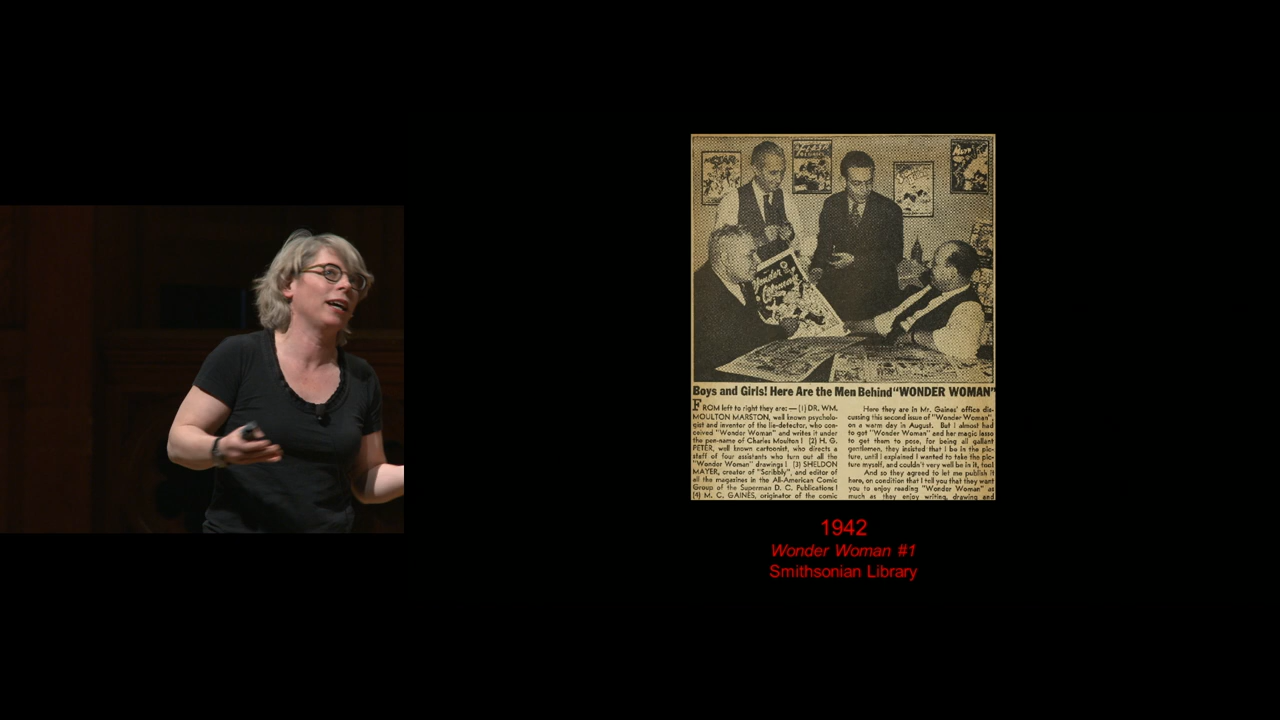 STAR
FLASH
COMICS
Wonder
Woman
Boys and Girls! Here Are the Men Behind "WONDER WOMAN"
FROM left to right they are:— (1) DR. WM.
MOULTON MARSTON, well known psycholo-
gist and inventor of the lie-detector, who con-
ceived "Wonder Woman" and writes it under
the pen-name of Charles Moulton! (2) H. G.
PETER, well known cartoonist, who directs a
staff of four assistants who turn out all the
"Wonder Woman" drawings! (3) SHELDON
MAYER, creator of "Scribbly", and editor of
all the magazines in the All-American Comic
Group of the Superman D. C. Publications!
(4) M. C. GAINES, originator of the comic
Here they are in Mr. Gaines' office dis-
cussing this second issue of "Wonder Woman",
on a warm day in August. But I almost had
to get "Wonder Woman" and her magic lasso
to get them to pose, for being all gallant
gentlemen, they insisted that I be in the pic-
ture, until I explained I wanted to take the pic-
ture myself, and couldn't very well be in it, too!
And so they agreed to let me publish it
here, on condition that I tell you that they want
you to enjoy reading "Wonder Woman" as
much as they enjoy writing, drawing and
1942
Wonder Woman #1
Smithsonian Library